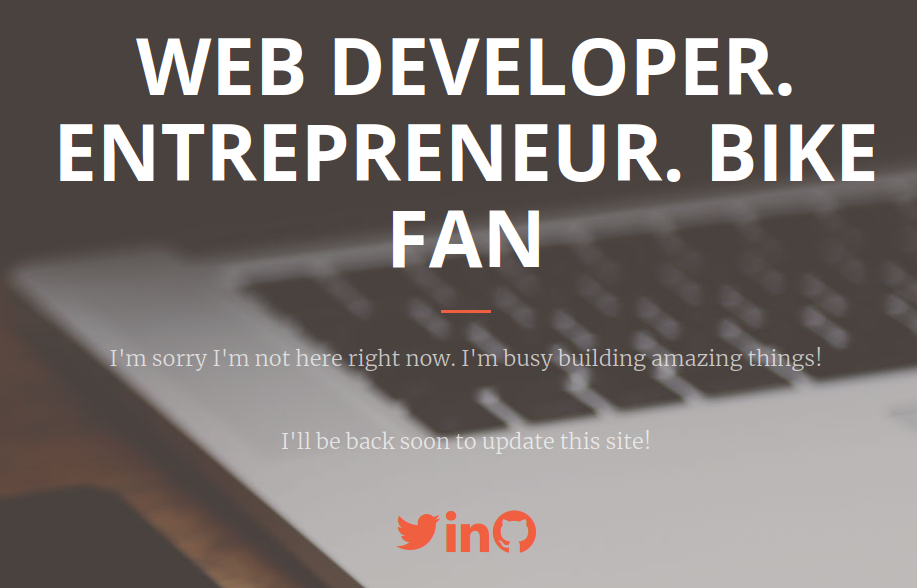 WEB DEVELOPER.
ENTREPRENEUR. BIKE
FAN
I'm sorry I'm not here right now. I'm busy building amazing things!
I'll be back soon to update this site!
in